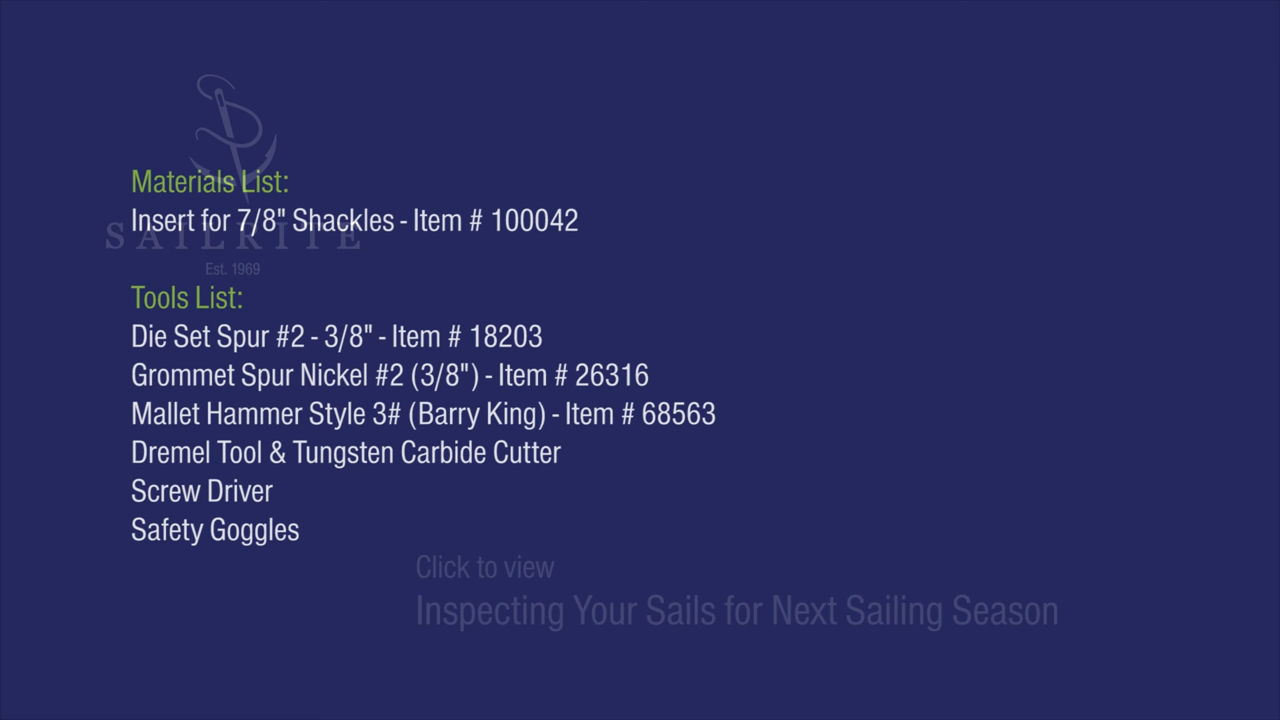 Materials List:
Insert for 7/8" Shackles - Item # 100042
SAILRITE
Est. 1969
Tools List:
Die Set Spur #2 - 3/8" - Item # 18203
Grommet Spur Nickel #2 (3/8") - Item # 26316
Mallet Hammer Style 3# (Barry King) - Item # 68563
Dremel Tool & Tungsten Carbide Cutter
Screw Driver
Safety Goggles
Click to view
Inspecting Your Sails for Next Sailing Season